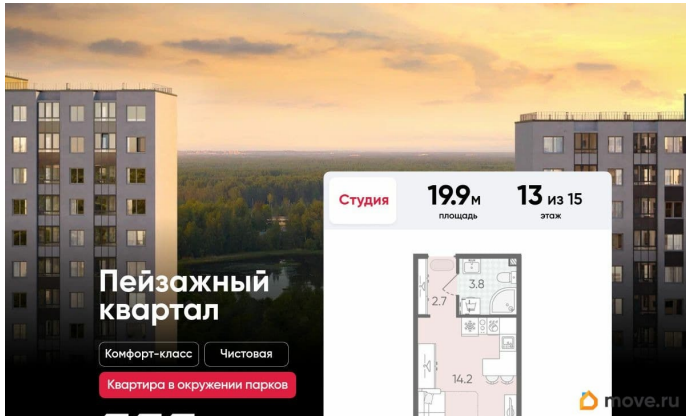 Студия
19.9 м
площадь
13 из 15
этаж
Пейзажный
квартал
Комфорт-класс
Чистовая
Квартира в окружении парков
2.7
3.8
14.2
move.ru